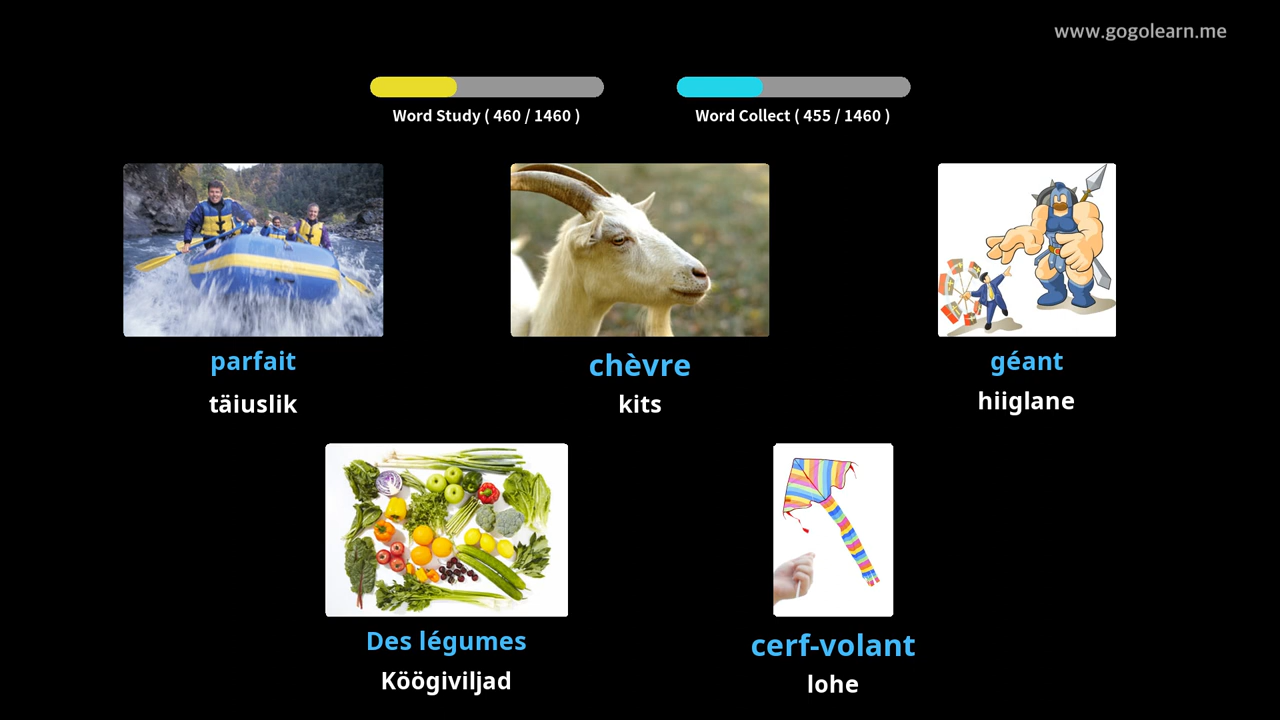 www.gogolearn.me
Word Study ( 460 / 1460 )
Word Collect ( 455 / 1460 )
parfait
täiuslik
chèvre
kits
géant
hiiglane
Des légumes
Köögiviljad
cerf-volant
lohe